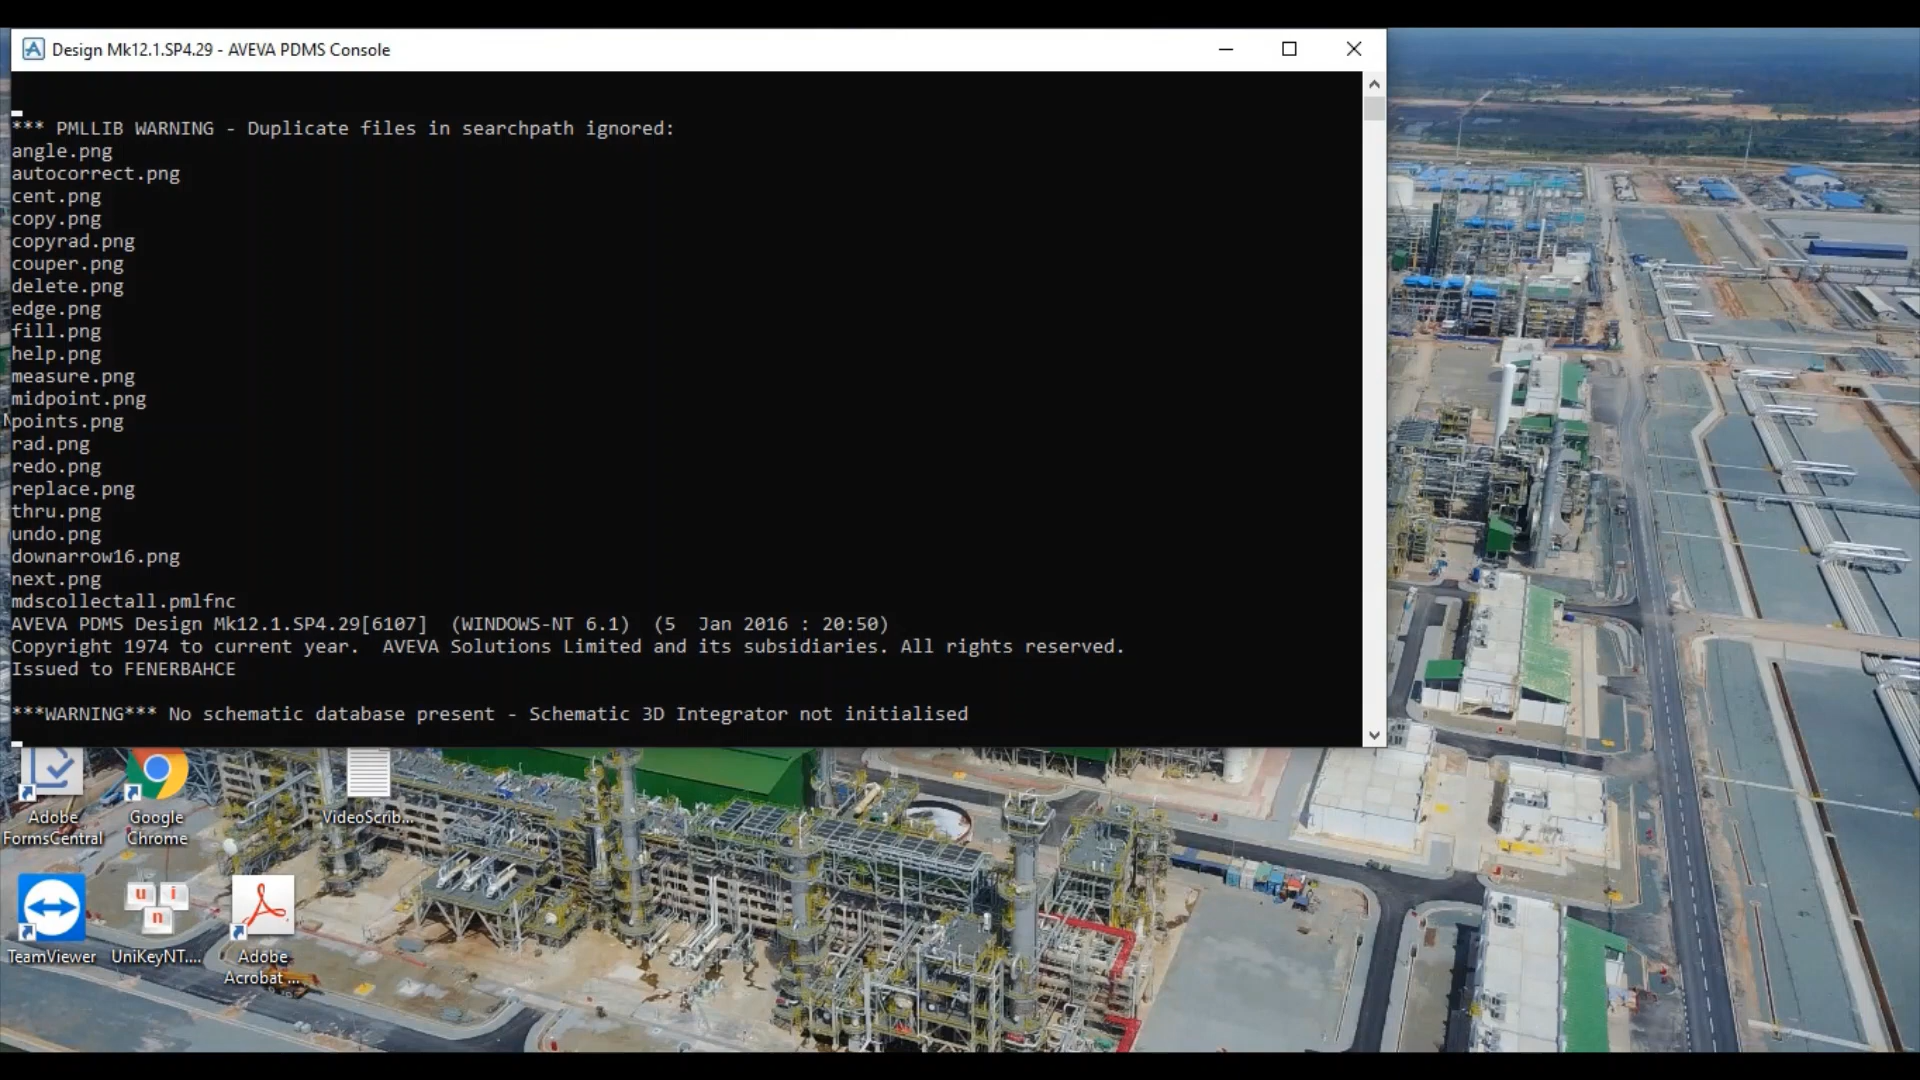 Design Mk12.1.SP4.29 - AVEVA PDMS Console
*** PMLLIB WARNING - Duplicate files in searchpath ignored:
angle.png
autocorrect.png
cent.png
copy.png
copyrad.png
couper.png
delete.png
edge.png
fill.png
help.png
measure.png
midpoint.png
points.png
rad.png
redo.png
replace.png
thru.png
undo.png
downarrow16.png
next.png
mdscollectall.pmlfnc
AVEVA PDMS Design Mk12.1.SP4.29[6107]  (WINDOWS-NT 6.1)  (5  Jan 2016 : 20:50)
Copyright 1974 to current year.  AVEVA Solutions Limited and its subsidiaries. All rights reserved.
Issued to FENERBAHCE
***WARNING*** No schematic database present - Schematic 3D Integrator not initialised
Adobe
FormsCentral
Google
Chrome
VideoScrib...
TeamViewer
u i
n
UniKeyNT....
Adobe
Acrobat ...